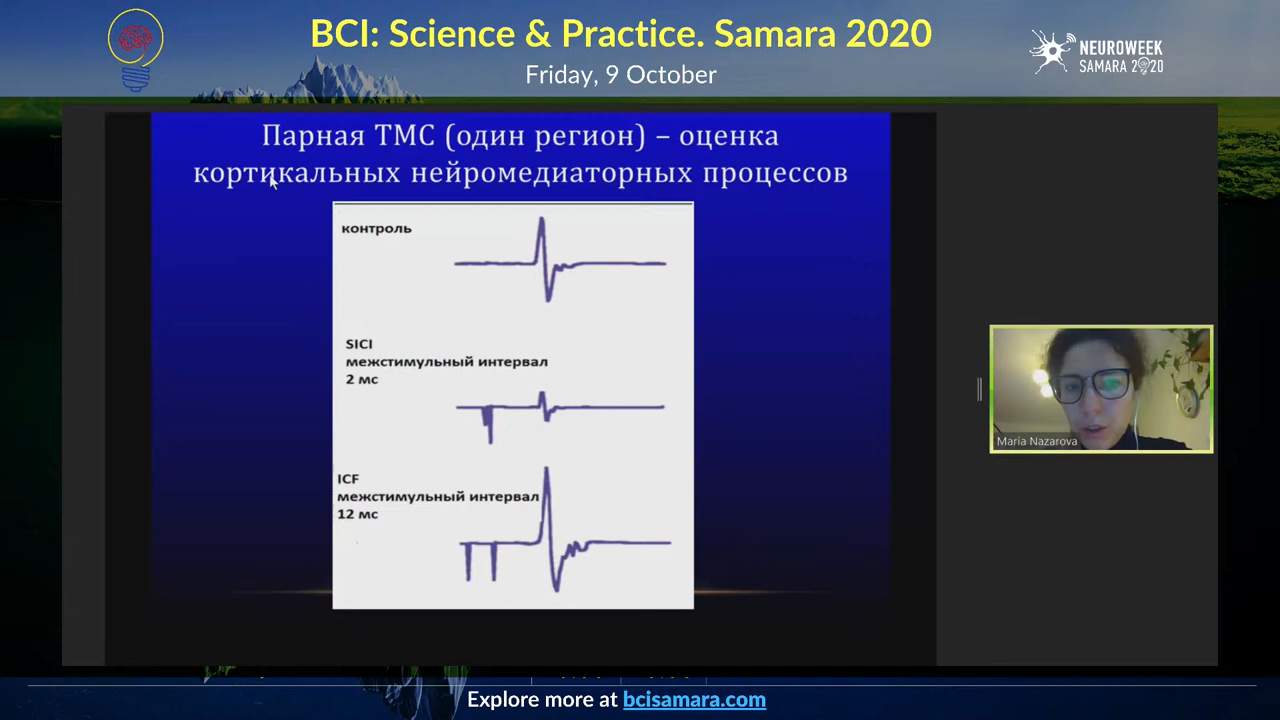 BCI: Science & Practice. Samara 2020
Friday, 9 October
NEUROWEEK
SAMARA 2020
Парная ТМС (один регион) – оценка
кортикальных нейромедиаторных процессов
контроль
SICI
межстимульный интервал
2 мс
ICF
межстимульный интервал
12 мс
Maria Nazarova
Explore more at bcisamara.com